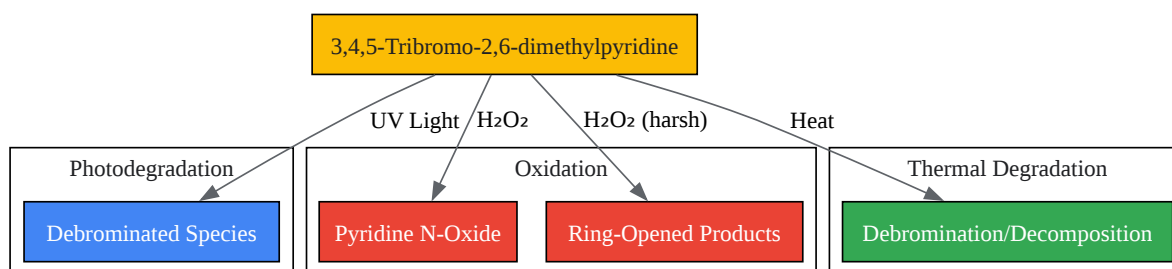 3,4,5-Tribromo-2,6-dimethylpyridine
UV Light
H₂O₂
H₂O₂ (harsh)
Heat
Photodegradation
Oxidation
Thermal Degradation
Debrominated Species
Pyridine N-Oxide
Ring-Opened Products
Debromination/Decomposition